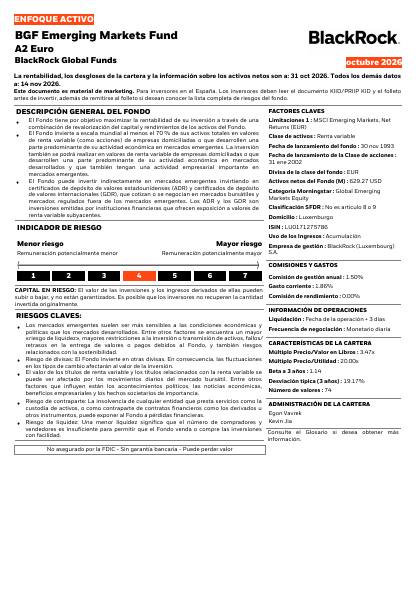 ENFOQUE ACTIVO
BGF Emerging Markets Fund
A2 Euro
BlackRock Global Funds
BlackRock.
octubre 2026
La rentabilidad, los desgloses de la cartera y la información sobre los activos netos son a: 31 oct 2026. Todos los demás datos
a: 14 nov 2026.
Este documento es material de marketing. Para inversores en España. Los inversores deben leer el documento KIID/PRIIP KID y el folleto
antes de invertir, además de remitirse al folleto si desean conocer la lista completa de riesgos del fondo.
DESCRIPCIÓN GENERAL DEL FONDO
El Fondo tiene por objetivo maximizar la rentabilidad de su inversión a través de una
combinación de revalorización del capital y rendimientos de los activos del Fondo.
El Fondo invierte a escala mundial al menos el 70 % de sus activos totales en valores
de renta variable (como acciones) de empresas domiciliadas o que desarrollen una
parte predominante de su actividad económica en mercados emergentes. La inversión
también se podrá realizar en valores de renta variable de empresas domiciliadas o que
desarrollen una parte predominante de su actividad económica en mercados
desarrollados y que también tengan una actividad empresarial importante en
mercados emergentes.
El Fondo puede invertir indirectamente en mercados emergentes invirtiendo en
certificados de depósito de valores estadounidenses (ADR) y certificados de depósito
de valores internacionales (GDR), que cotizan o se negocian en mercados bursátiles y
mercados regulados fuera de los mercados emergentes. Los ADR y los GDR son
inversiones emitidas por instituciones financieras que ofrecen exposición a valores de
renta variable subyacentes.
INDICADOR DE RIESGO
Menor riesgo Mayor riesgo
Remuneración potencialmente menor Remuneración potencialmente mayor
1 2 3 4 5 6 7
CAPITAL EN RIESGO: El valor de las inversiones y los ingresos derivados de ellas pueden
subir o bajar, y no están garantizados. Es posible que los inversores no recuperen la cantidad
invertida originalmente.
RIESGOS CLAVES:
Los mercados emergentes suelen ser más sensibles a las condiciones económicas y
políticas que los mercados desarrollados. Entre otros factores se encuentra un mayor
«riesgo de liquidez», mayores restricciones a la inversión o transmisión de activos, fallos/
retrasos en la entrega de valores o pagos debidos al Fondo, y también riesgos
relacionados con la sostenibilidad.
Riesgo de divisas: El Fondo invierte en otras divisas. En consecuencia, las fluctuaciones
en los tipos de cambio afectarán al valor de la inversión.
El valor de los títulos de renta variable y los títulos relacionados con la renta variable se
puede ver afectado por los movimientos diarios del mercado bursátil. Entre otros
factores que influyen están los acontecimientos políticos, las noticias económicas,
beneficios empresariales y los hechos societarios de importancia.
Riesgo de contraparte: La insolvencia de cualquier entidad que presta servicios como la
custodia de activos, o como contraparte de contratos financieros como los derivados u
otros instrumentos, puede exponer al Fondo a pérdidas financieras.
Riesgo de liquidez: Una menor liquidez significa que el número de compradores y
vendedores es insuficiente para permitir que el Fondo venda o compre las inversiones
con facilidad.
No asegurado por la FDIC - Sin garantía bancaria - Puede perder valor
FACTORES CLAVES
Limitaciones 1 : MSCI Emerging Markets, Net
Returns (EUR)
Clase de activos : Renta variable
Fecha de lanzamiento del fondo : 30 nov 1993
Fecha de lanzamiento de la Clase de acciones :
31 ene 2002
Divisa de la clase del fondo : EUR
Activos netos del Fondo (M) : 629.27 USD
Categoría Morningstar : Global Emerging
Markets Equity
Clasificación SFDR : No es artículo 8 o 9
Domicilio : Luxemburgo
ISIN : LU0171275786
Uso de los Ingresos : Acumulación
Empresa de gestión : BlackRock (Luxembourg)
S.A.
COMISIONES Y GASTOS
Comisión de gestión anual : 1.50%
Gasto corriente : 1.86%
Comisión de rendimiento : 0.00%
INFORMACIÓN DE OPERACIONES
Liquidación : Fecha de la operación + 3 días
Frecuencia de negociación : Monetario diaria
CARACTERÍSTICAS DE LA CARTERA
Múltiplo Precio/Valor en Libros : 3.47x
Múltiplo Precio/Utilidad : 20.00x
Beta a 3 años : 1.14
Desviación típica (3 años) : 19.17%
Número de valores : 74
ADMINISTRACIÓN DE LA CARTERA
Egon Vavrek
Kevin Jia
Consulte el Glosario si desea obtener más
información.